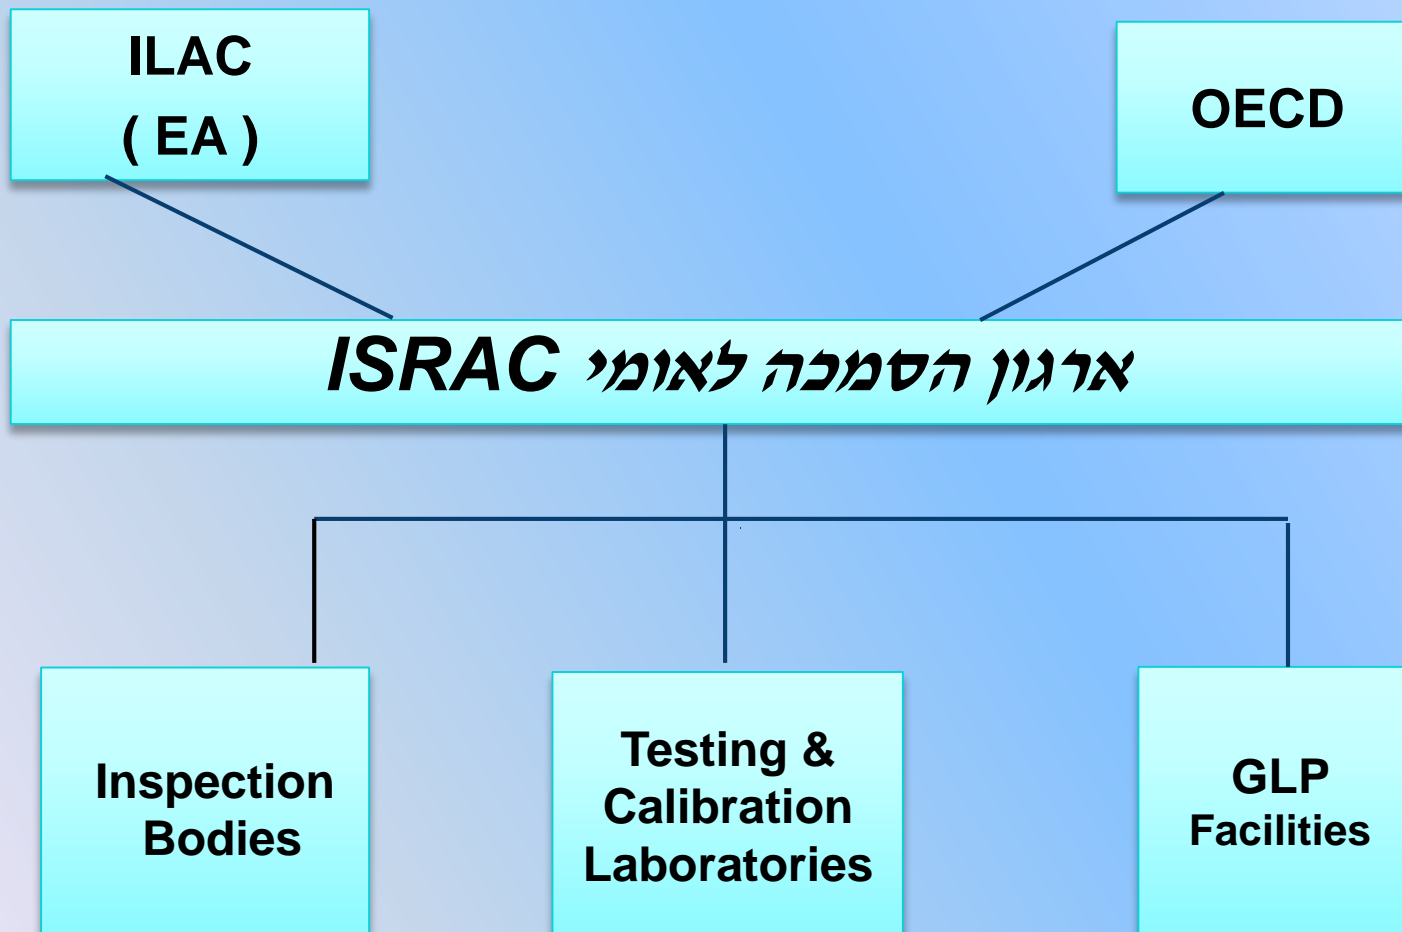 ILAC
( EA )
OECD
ארגון הסמכה לאומי ISRAC
Inspection
Bodies
Testing &
Calibration
Laboratories
GLP
Facilities